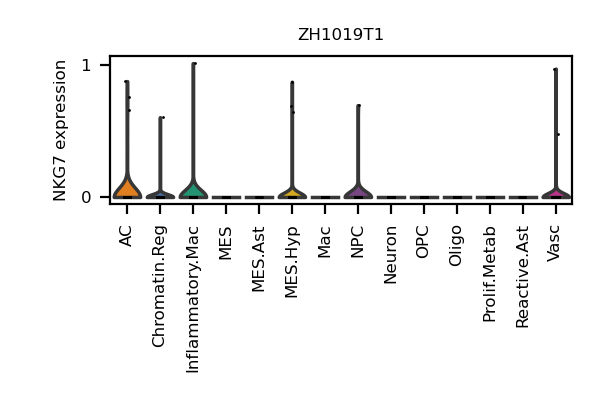 ZH1019T1
NKG7 expression
1
0
AC
Chromatin.Reg
Inflammatory.Mac
MES
MES.Ast
MES.Hyp
Mac
NPC
Neuron
OPC
Oligo
Prolif.Metab
Reactive.Ast
Vasc